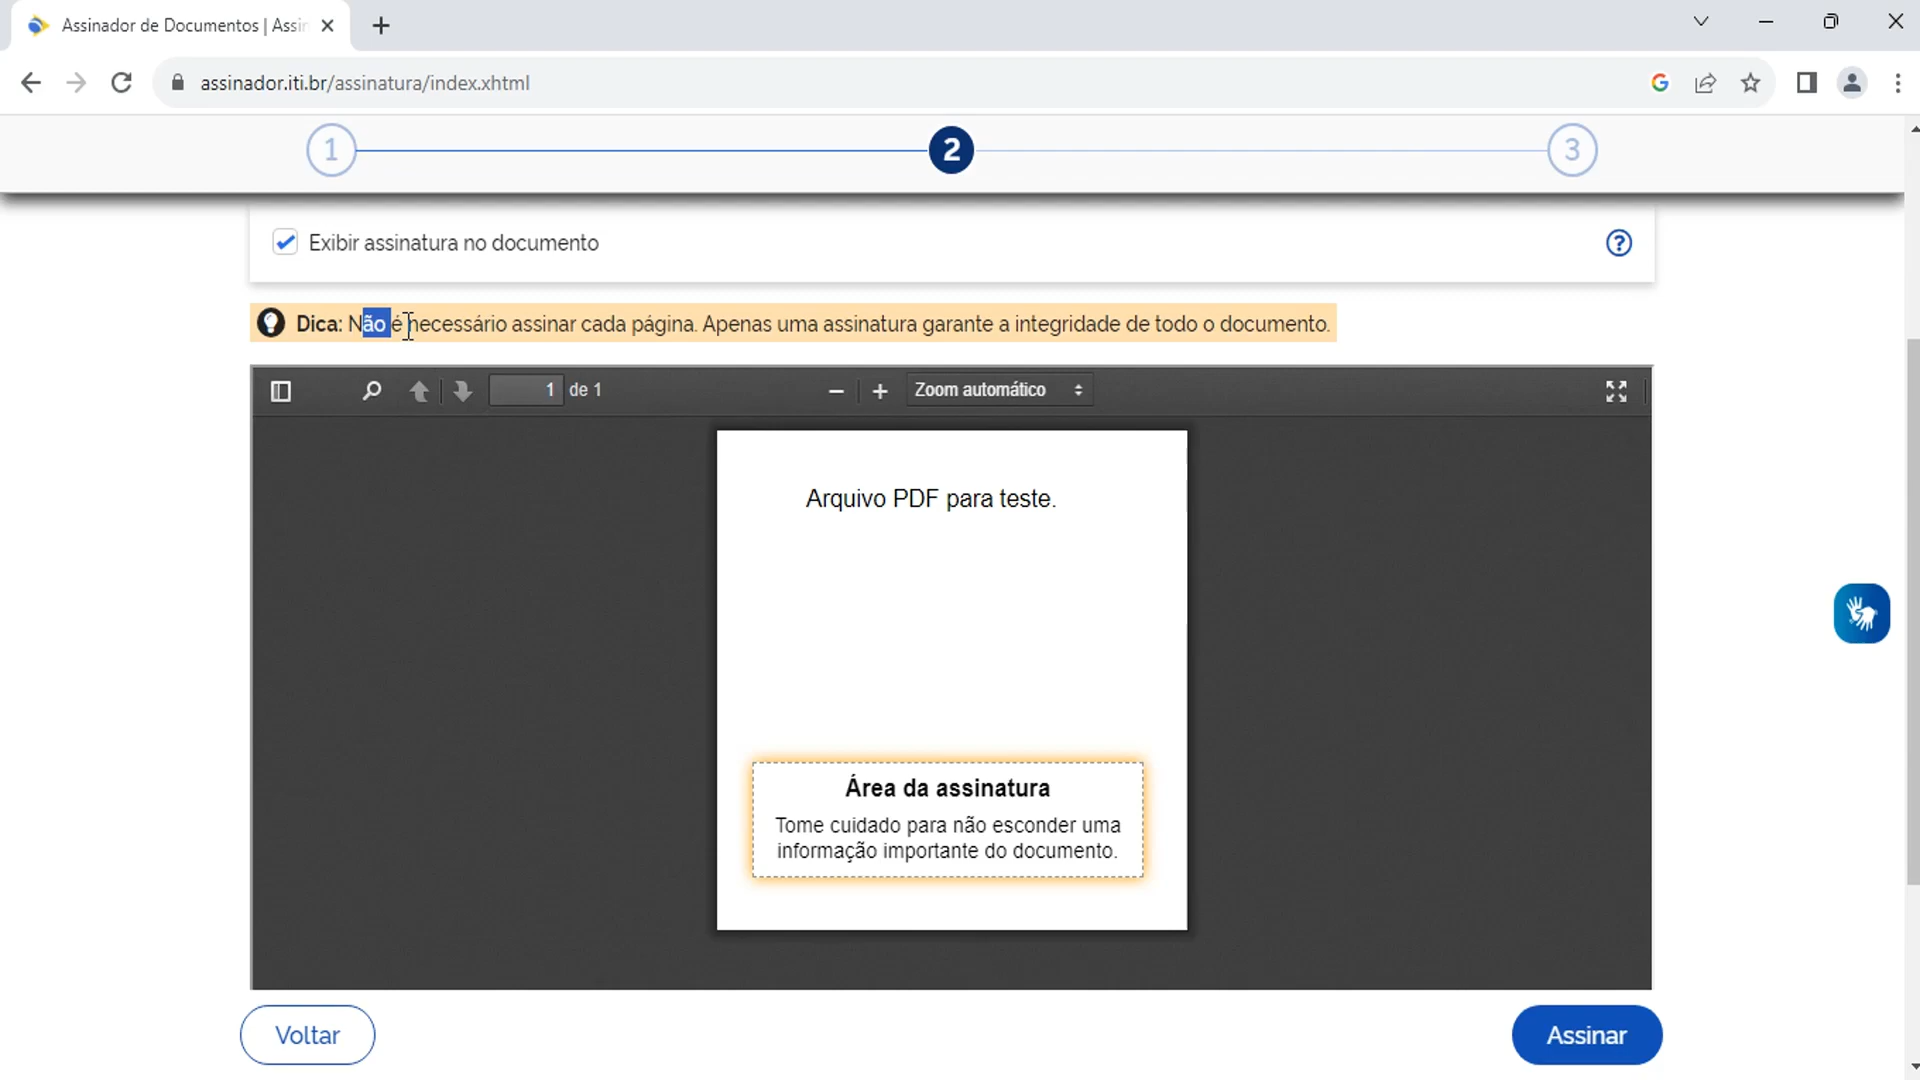 Assinador de Documentos | Assi
assinador.iti.br/assinatura/index.xhtml
1
2
3
Exibir assinatura no documento
Dica: Não é necessário assinar cada página. Apenas uma assinatura garante a integridade de todo o documento.
1 de 1
Zoom automático
Arquivo PDF para teste.
Área da assinatura
Tome cuidado para não esconder uma
informação importante do documento.
Voltar
Assinar